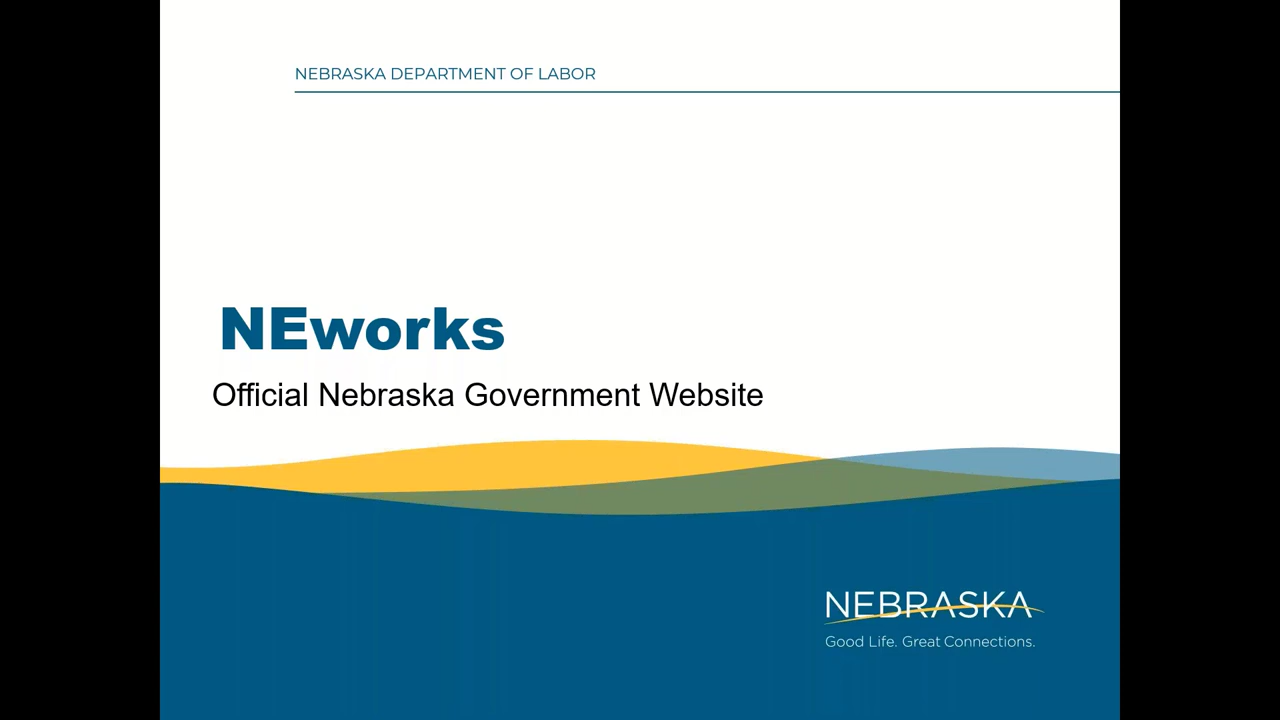 NEBRASKA DEPARTMENT OF LABOR
NEworks
Official Nebraska Government Website
NEBRASKA
Good Life. Great Connections.